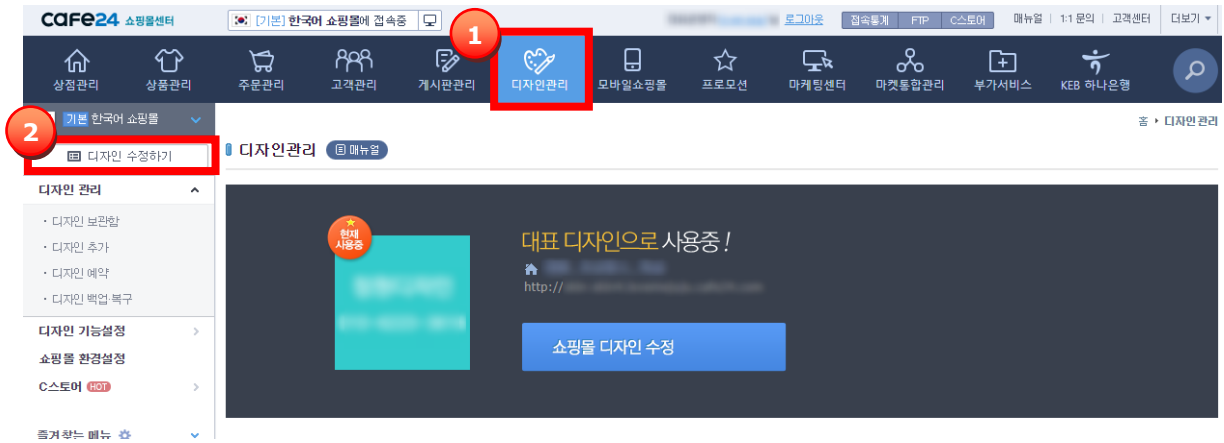 cafe24 쇼핑몰센터
[기본] 한국어 쇼핑몰에 접속중
로그아웃 접속통계 FTP C스토어 매뉴얼 1:1 문의 고객센터 더보기
1
상점관리 상품관리 주문관리 고객관리 게시판관리 디자인관리 모바일쇼핑몰 프로모션 마케팅센터 마켓통합관리 부가서비스 KEB 하나은행
기본 한국어 쇼핑몰
2
홈 디자인관리
디자인 수정하기
디자인관리 매뉴얼
디자인 관리
· 디자인 보관함
· 디자인 추가
· 디자인 예약
· 디자인 백업·복구
디자인 기능설정
쇼핑몰 환경설정
C스토어 HOT
즐겨찾는 메뉴
현재
사용중
대표 디자인으로 사용중 !
http://
쇼핑몰 디자인 수정